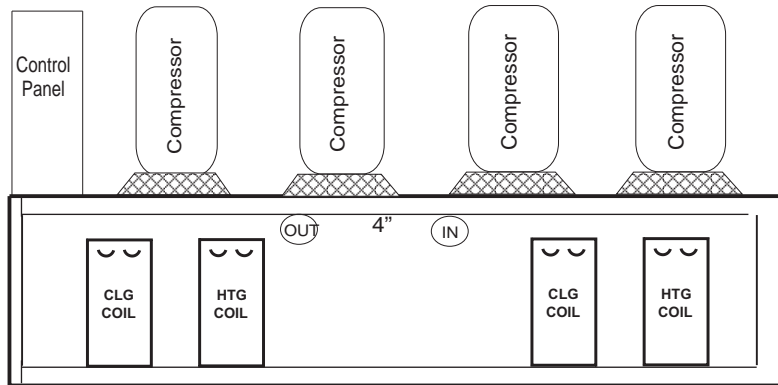 Control
Panel
Compressor
Compressor
Compressor
Compressor
OUT
4”
IN
CLG
COIL
HTG
COIL
CLG
COIL
HTG
COIL